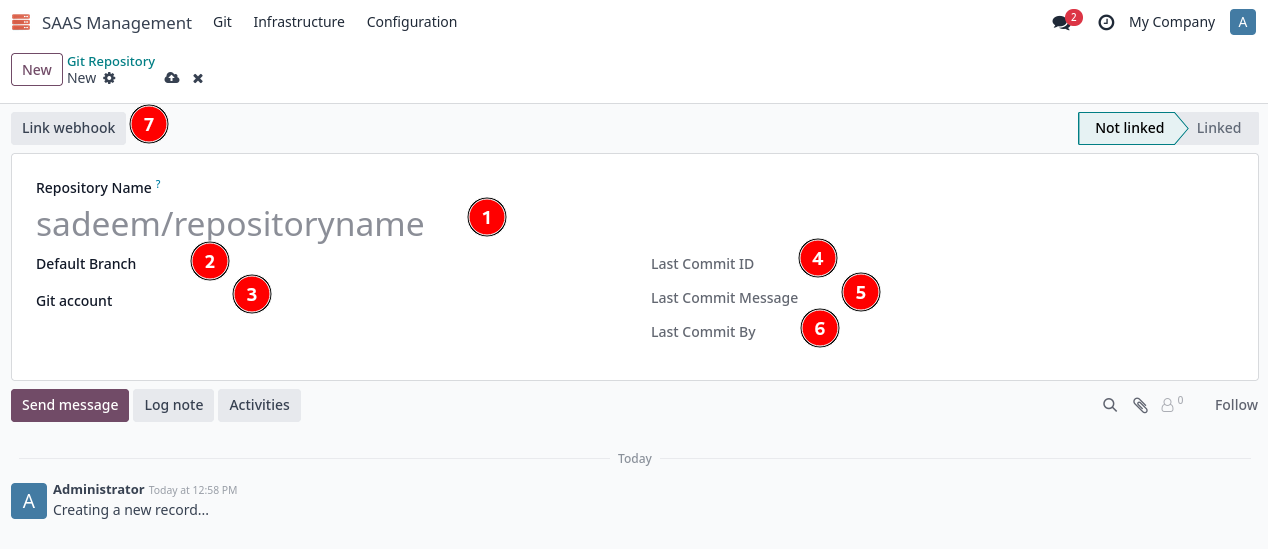 SAAS Management Git Infrastructure Configuration 2 My Company A
New Git Repository
New
Link webhook 7 Not linked Linked
Repository Name ?
sadeem/repositoryname 1
Default Branch 2 Last Commit ID 4
Git account 3 Last Commit Message 5
Last Commit By 6
Send message Log note Activities 0 Follow
Today
A Administrator Today at 12:58 PM
Creating a new record...